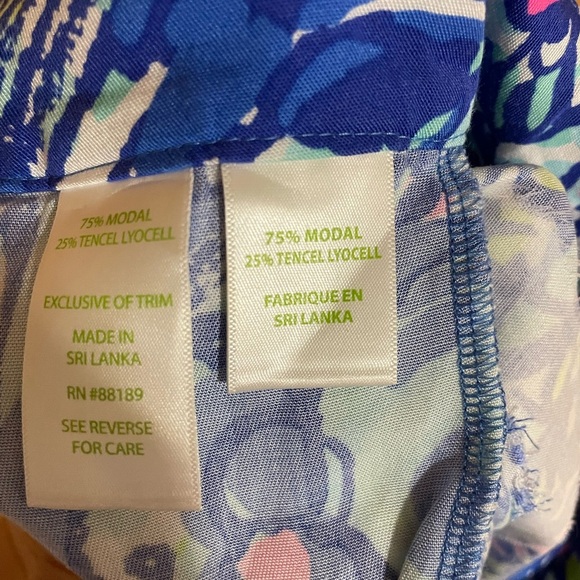 75% MODAL
25% TENCEL LYOCELL
EXCLUSIVE OF TRIM
MADE IN
SRI LANKA
RN #88189
SEE REVERSE
FOR CARE
75% MODAL
25% TENCEL LYOCELL
FABRIQUE EN
SRI LANKA